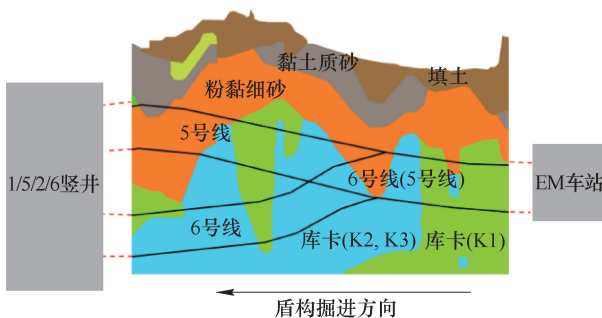 黏土质砂
填土
粉黏细砂
5号线
1/5/2/6竖井
6号线(5号线)
EM车站
6号线
库卡(K2, K3)
库卡(K1)
盾构掘进方向